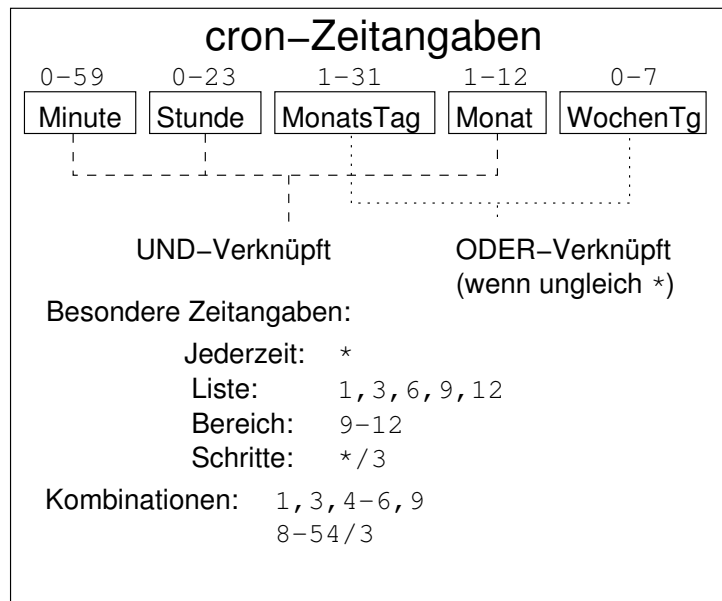 cron–Zeitangaben
0–59 0–23 1–31 1–12 0–7
Minute Stunde MonatsTag Monat WochenTg
UND–Verknüpft ODER–Verknüpft
(wenn ungleich *)
Besondere Zeitangaben:
Jederzeit: *
Liste: 1,3,6,9,12
Bereich: 9–12
Schritte: */3
Kombinationen: 1,3,4–6,9
8–54/3